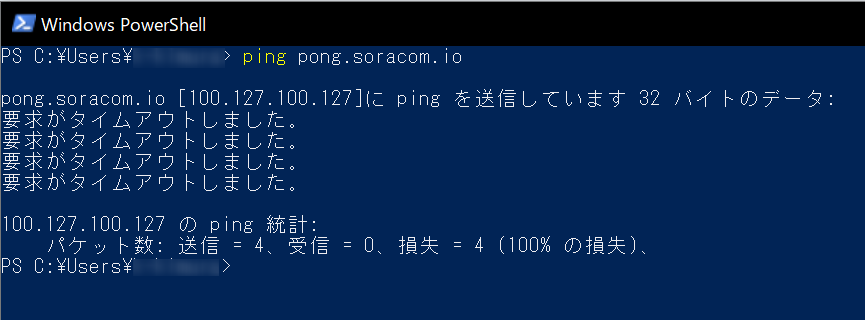 Windows PowerShell
PS C:¥Users¥> ping pong.soracom.io
pong.soracom.io [100.127.100.127]に ping を送信しています 32 バイトのデータ:
要求がタイムアウトしました。
要求がタイムアウトしました。
要求がタイムアウトしました。
要求がタイムアウトしました。
100.127.100.127 の ping 統計:
パケット数: 送信 = 4、受信 = 0、損失 = 4 (100% の損失)、
PS C:¥Users¥>